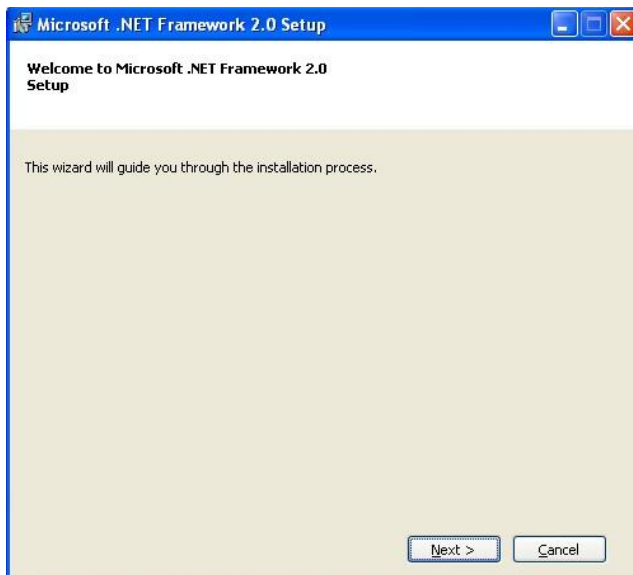 Microsoft .NET Framework 2.0 Setup
Welcome to Microsoft .NET Framework 2.0
Setup
This wizard will guide you through the installation process.
Next >
Cancel